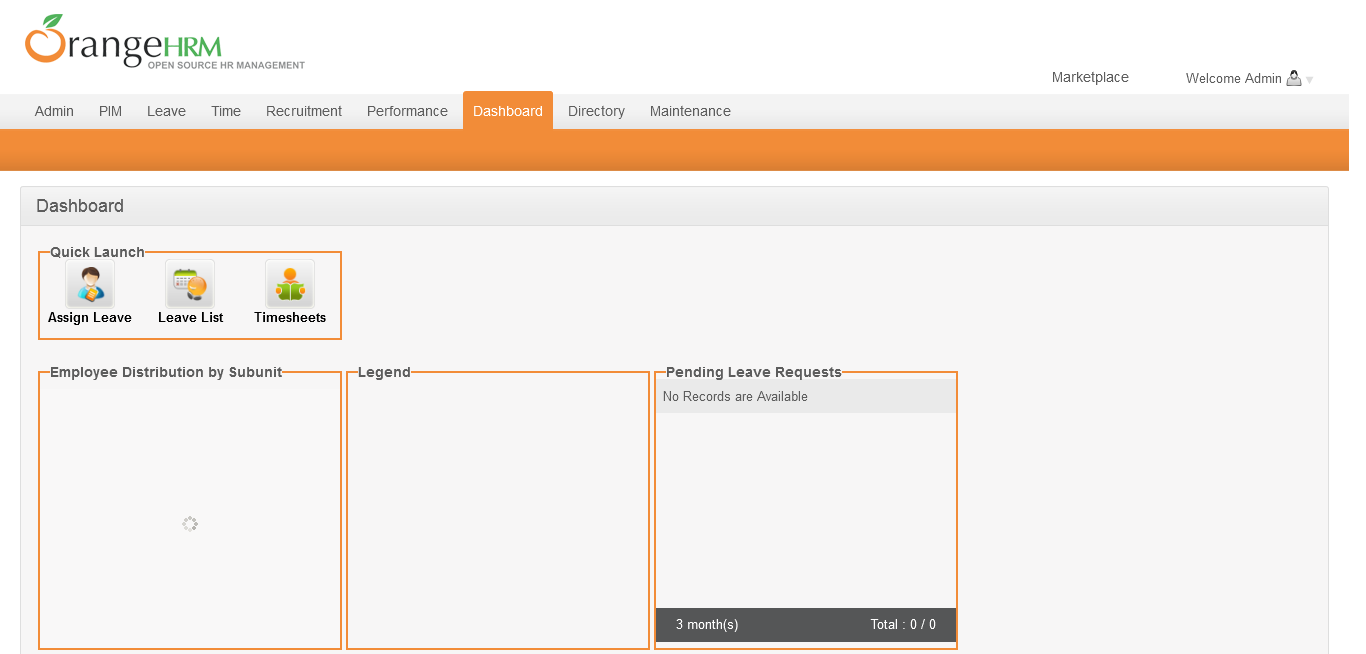 OrangeHRM
OPEN SOURCE HR MANAGEMENT
Marketplace
Welcome Admin
Admin PIM Leave Time Recruitment Performance Dashboard Directory Maintenance
Dashboard
Quick Launch
Assign Leave Leave List Timesheets
Employee Distribution by Subunit
Legend
Pending Leave Requests
No Records are Available
3 month(s) Total : 0 / 0